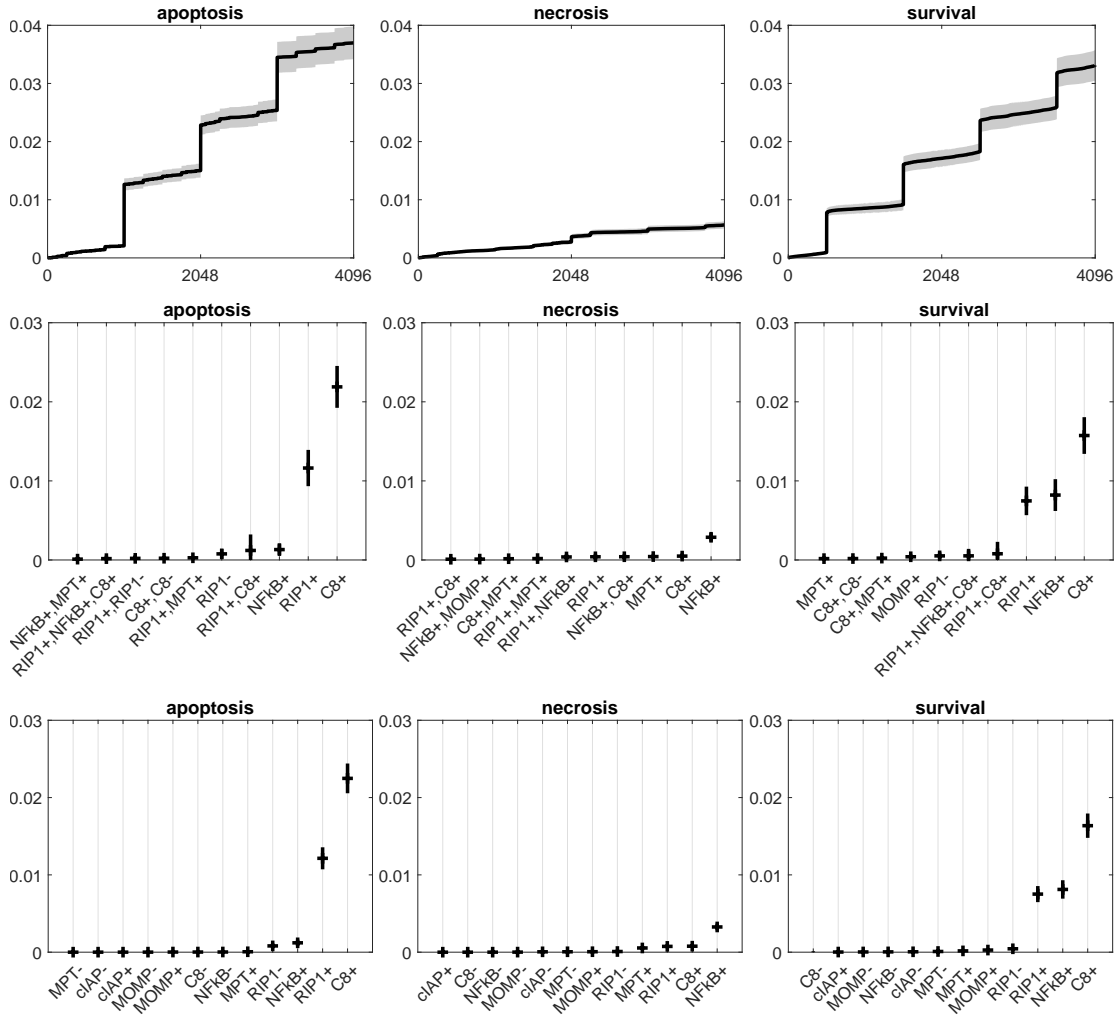 apoptosis
necrosis
survival
0.04
0.03
0.02
0.01
0
0
2048
4096
0.04
0.03
0.02
0.01
0
0
2048
4096
0.04
0.03
0.02
0.01
0
0
2048
4096
apoptosis
necrosis
survival
0.03
0.02
0.01
0
NFkB+,MPT+
RIP1+,NFkB+,C8+
RIP1+,RIP1-
C8+,C8-
RIP1+,MPT+
RIP1-
RIP1+,C8+
NFkB+
RIP1+
C8+
0.03
0.02
0.01
0
RIP1+,C8+
NFkB+,MOMP+
C8+,MPT+
RIP1+,MPT+
RIP1+,NFkB+
RIP1+
NFkB+,C8+
MPT+
C8+
NFkB+
0.03
0.02
0.01
0
MPT+
C8+,C8-
C8+,MPT+
MOMP+
RIP1-
RIP1+,NFkB+,C8+
RIP1+,C8+
RIP1+
NFkB+
C8+
apoptosis
necrosis
survival
0.03
0.02
0.01
0
MPT-
cIAP-
cIAP+
MOMP-
MOMP+
C8-
NFkB-
MPT+
RIP1-
NFkB+
RIP1+
C8+
0.03
0.02
0.01
0
cIAP+
C8-
NFkB-
MOMP-
cIAP-
MPT-
MOMP+
RIP1-
MPT+
RIP1+
C8+
NFkB+
0.03
0.02
0.01
0
C8-
cIAP+
MOMP-
NFkB-
cIAP-
MPT-
MPT+
MOMP+
RIP1-
RIP1+
NFkB+
C8+